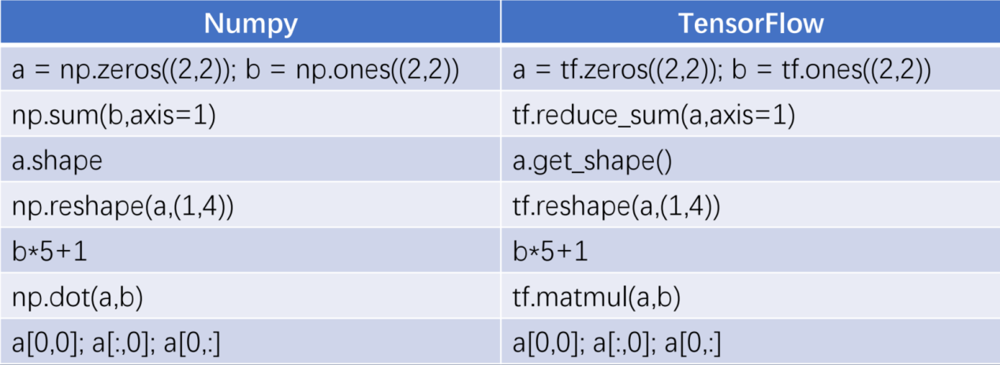 Numpy TensorFlow
a = np.zeros((2,2)); b = np.ones((2,2)) a = tf.zeros((2,2)); b = tf.ones((2,2))
np.sum(b,axis=1) tf.reduce_sum(a,axis=1)
a.shape a.get_shape()
np.reshape(a,(1,4)) tf.reshape(a,(1,4))
b*5+1 b*5+1
np.dot(a,b) tf.matmul(a,b)
a[0,0]; a[:,0]; a[0,:] a[0,0]; a[:,0]; a[0,:]